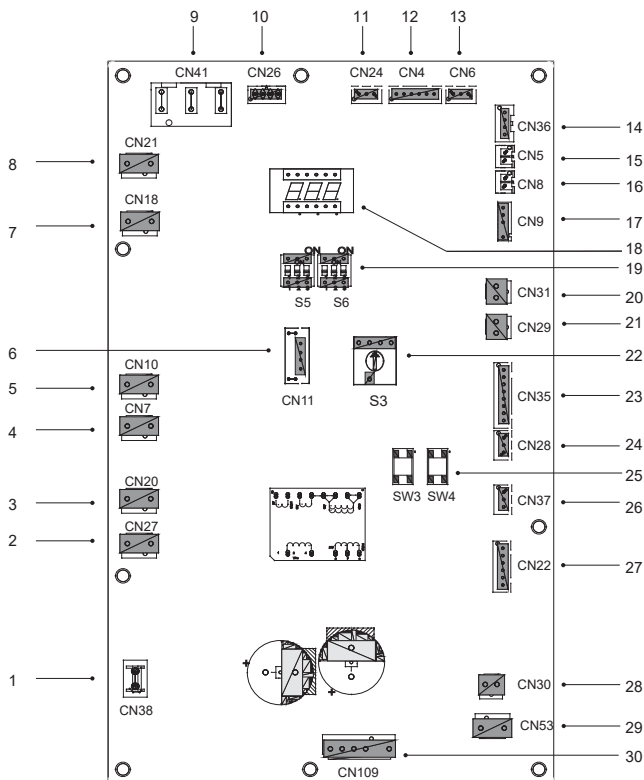 9 10 11 12 13
CN41 CN26 CN24 CN4 CN6
CN36 14
CN5 15
8 CN21 CN8 16
7 CN18 CN9 17
18
ON ON 19
S5 S6
CN31 20
CN29 21
6 22
CN11 S3
5 CN10 CN35 23
4 CN7
CN28 24
SW3 SW4 25
3 CN20 CN37 26
2 CN27
CN22 27
1 CN38
CN30 28
CN53 29
CN109 30